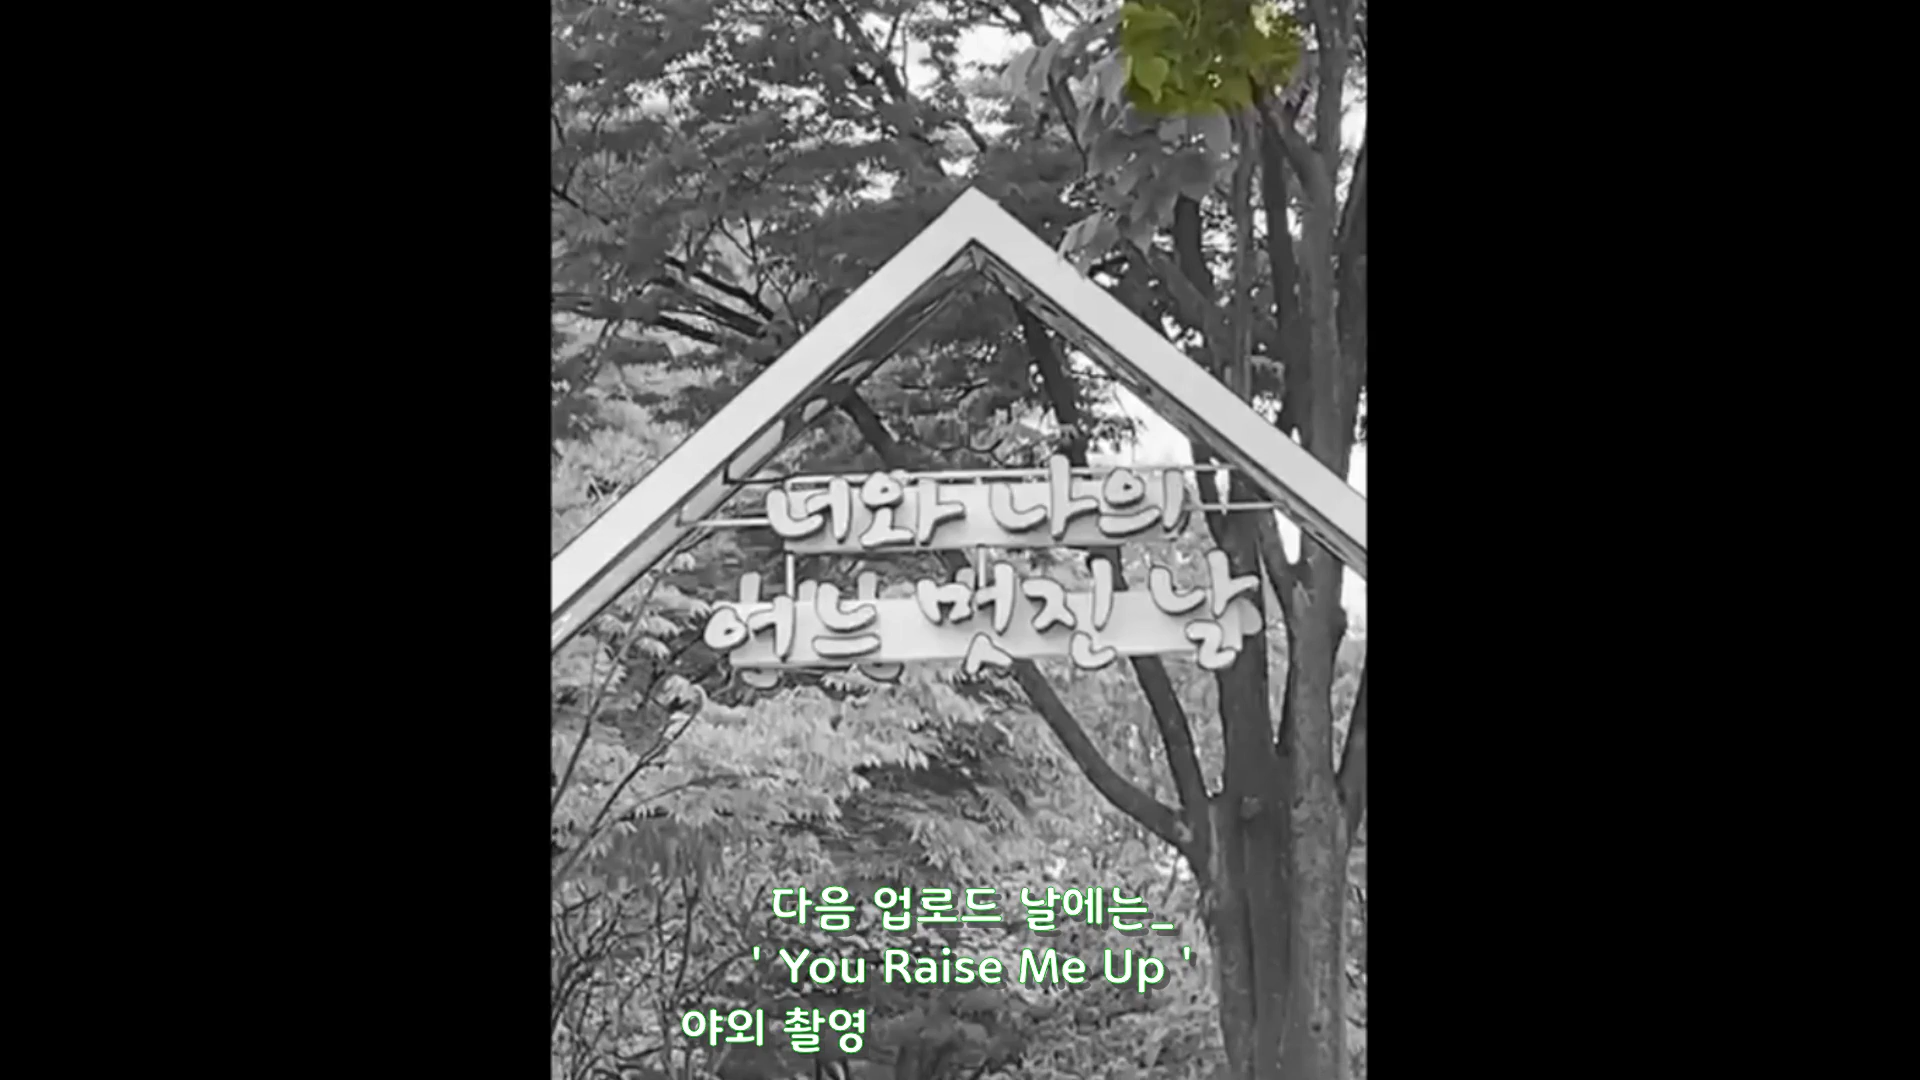 너와 나의
어느 멋진 날
다음 업로드 날에는_
' You Raise Me Up '
야외 촬영